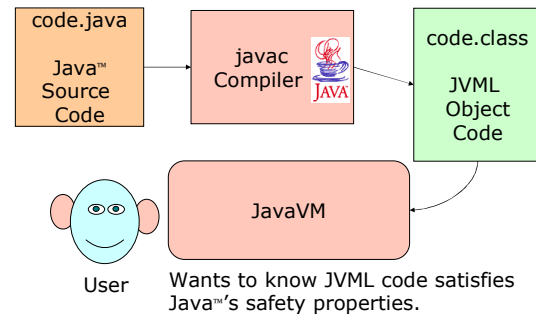 code.java
Java™
Source
Code
javac
Compiler
JAVA
code.class
JVML
Object
Code
JavaVM
User
Wants to know JVML code satisfies
Java™'s safety properties.